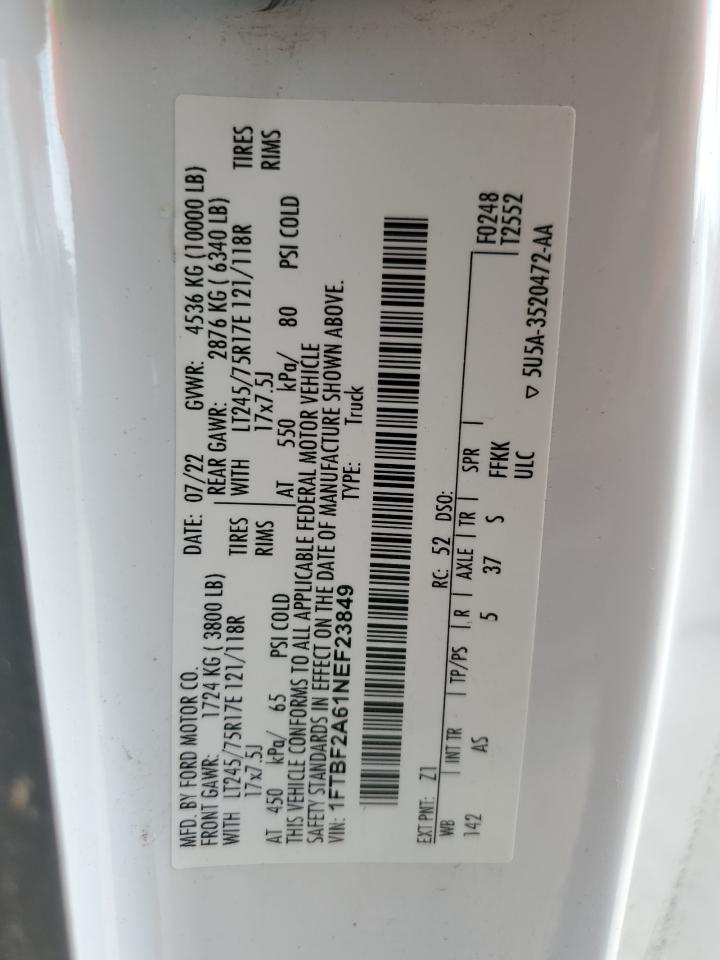 MFD. BY FORD MOTOR CO.
DATE: 07/22 GVWR: 4536 KG (10000 LB)
FRONT GAWR: 1724 KG ( 3800 LB) REAR GAWR: 2876 KG ( 6340 LB)
WITH LT245/75R17E 121/118R TIRES WITH LT245/75R17E 121/118R TIRES
17x7.5J RIMS 17x7.5J RIMS
AT 450 kPa/ 65 PSI COLD AT 550 kPa/ 80 PSI COLD
THIS VEHICLE CONFORMS TO ALL APPLICABLE FEDERAL MOTOR VEHICLE
SAFETY STANDARDS IN EFFECT ON THE DATE OF MANUFACTURE SHOWN ABOVE.
VIN: 1FTBF2A61NEF23849 TYPE: Truck
EXT PNT: Z1 RC: 52 DSO: F0248
WB INT TR TP/PS R AXLE TR SPR T2552
142 AS 5 37 S FFKK
ULC
▽ 5U5A-3520472-AA